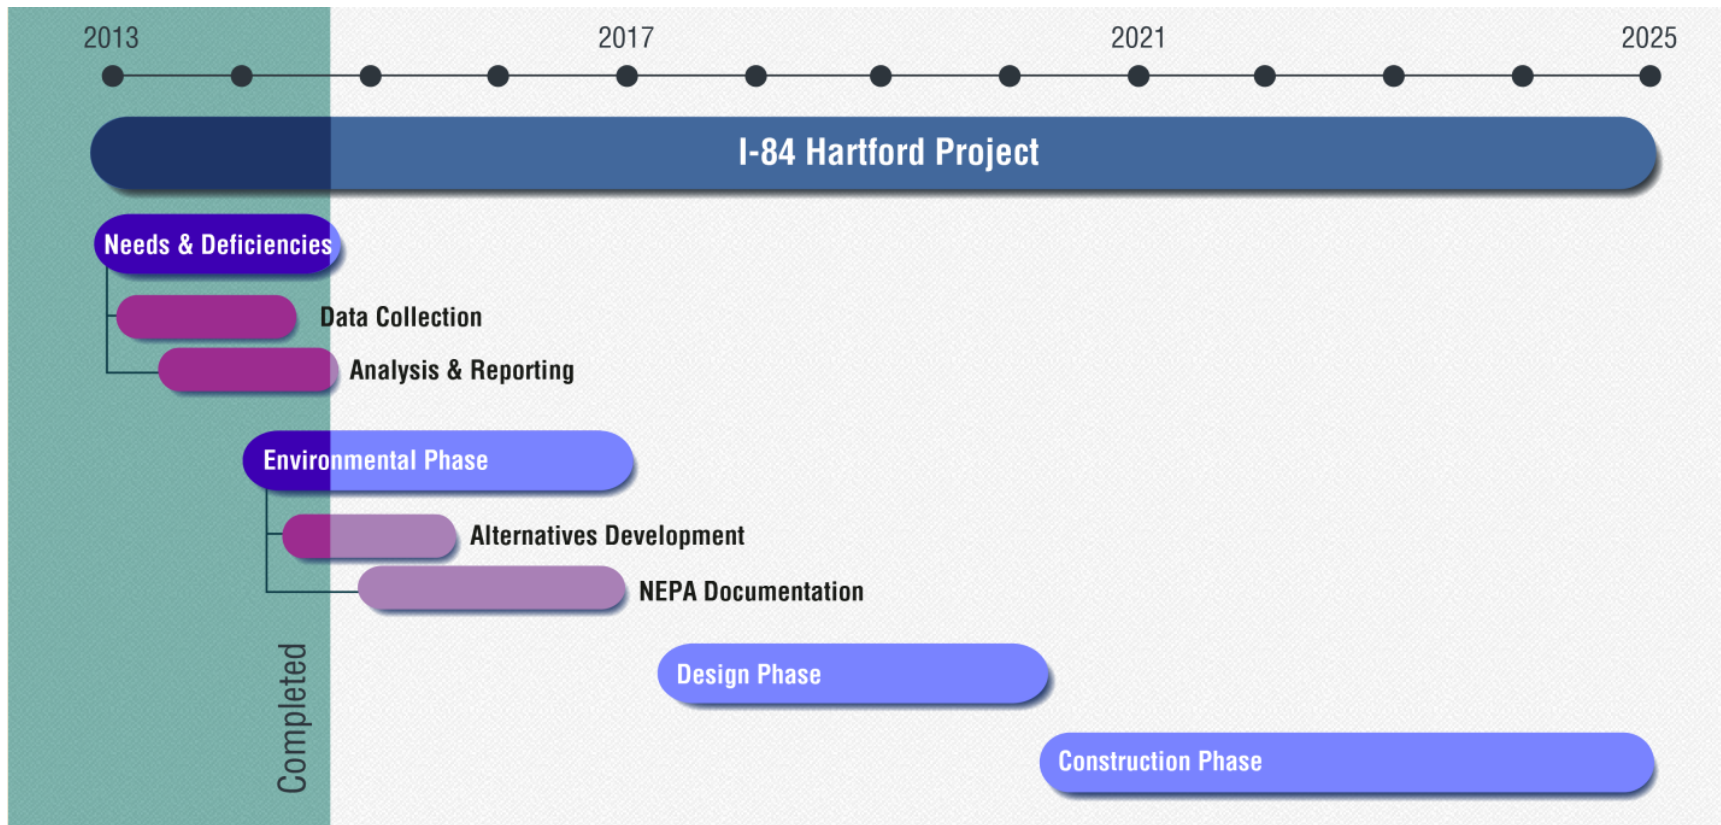 2013 2017 2021 2025
I-84 Hartford Project
Needs & Deficiencies
Data Collection
Analysis & Reporting
Environmental Phase
Alternatives Development
NEPA Documentation
Design Phase
Construction Phase
Completed